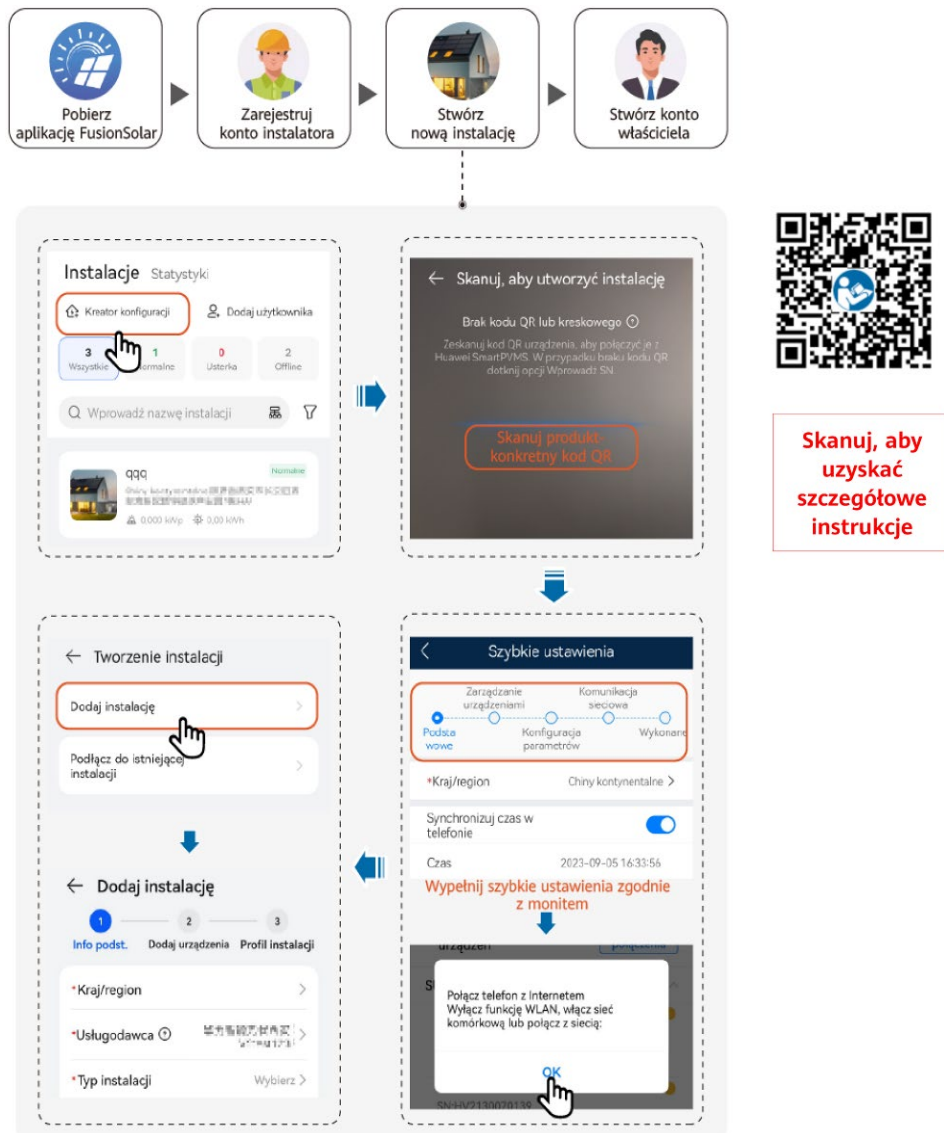 Pobierz
aplikację FusionSolar
Zarejestruj
konto instalatora
Stwórz
nową instalację
Stwórz konto
właściciela
Instalacje Statystyki
Kreator konfiguracji
Dodaj użytkownika
3
Wszystkie
1
0
Usterka
2
Offline
Wprowadź nazwę instalacji
qqq
Normalne
0,000 kWp
0,00 kWh
Skanuj, aby utworzyć instalację
Brak kodu QR lub kreskowego
Zeskanuj kod QR urządzenia, aby połączyć je z
Huawei SmartPVMS. W przypadku braku kodu QR
dotknij opcji Wprowadź SN.
Skanuj produkt-
konkretny kod QR
Skanuj, aby
uzyskać
szczegółowe
instrukcje
Tworzenie instalacji
Dodaj instalację
Podłącz do istniejącej
instalacji
Dodaj instalację
1
2
3
Info podst.
Dodaj urządzenia
Profil instalacji
*Kraj/region
*Usługodawca
*Typ instalacji
Wybierz
Szybkie ustawienia
Zarządzanie
urządzeniami
Komunikacja
sieciowa
Podsta
wowe
Konfiguracja
parametrów
Wykonane
*Kraj/region
Chiny kontynentalne
Synchronizuj czas w
telefonie
Czas
2023-09-05 16:33:56
Wypełnij szybkie ustawienia zgodnie
z monitem
Połącz telefon z Internetem
Wyłącz funkcję WLAN, włącz sieć
komórkową lub połącz z siecią:
OK
SN:HV2130070139